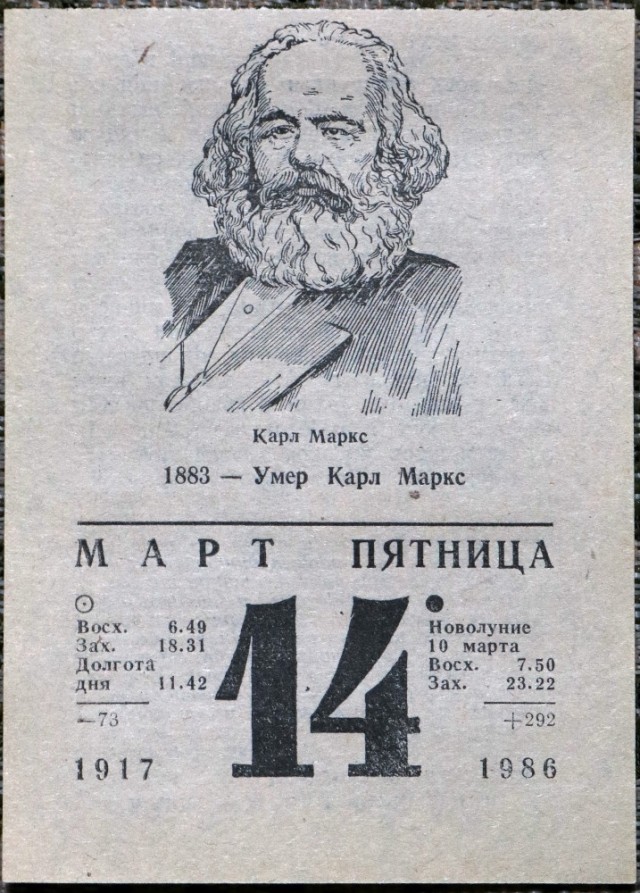 Карл Маркс
1883 — Умер Карл Маркс
МАРТ ПЯТНИЦА
14
Восх. 6.49
Зах. 18.31
Долгота
дня 11.42
—73
Новолуние
10 марта
Восх. 7.50
Зах. 23.22
+292
1917 1986